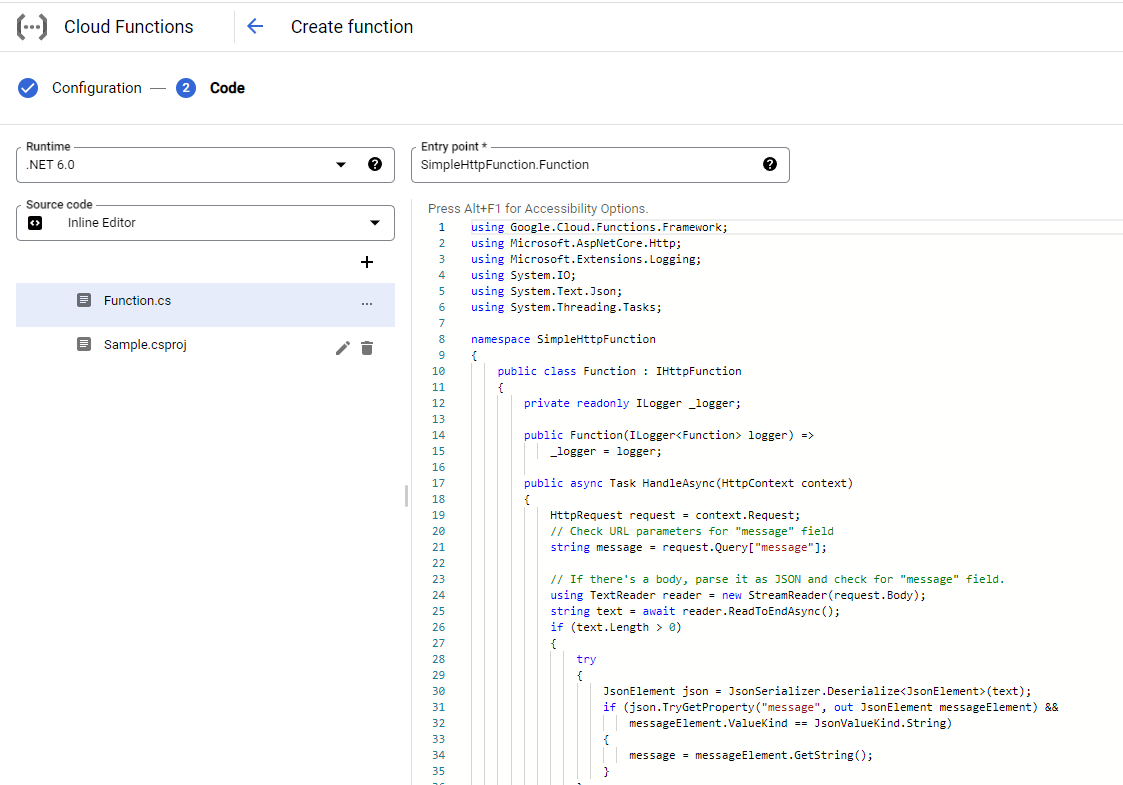 Cloud Functions
Create function
Configuration — 2 Code
Runtime
.NET 6.0
Entry point *
SimpleHttpFunction.Function
Source code
Inline Editor
Function.cs
Sample.csproj
Press Alt+F1 for Accessibility Options.
1 using Google.Cloud.Functions.Framework;
2 using Microsoft.AspNetCore.Http;
3 using Microsoft.Extensions.Logging;
4 using System.IO;
5 using System.Text.Json;
6 using System.Threading.Tasks;
7
8 namespace SimpleHttpFunction
9 {
10 public class Function : IHttpFunction
11 {
12 private readonly ILogger _logger;
13
14 public Function(ILogger<Function> logger) =>
15 _logger = logger;
16
17 public async Task HandleAsync(HttpContext context)
18 {
19 HttpRequest request = context.Request;
20 // Check URL parameters for "message" field
21 string message = request.Query["message"];
22
23 // If there's a body, parse it as JSON and check for "message" field.
24 using TextReader reader = new StreamReader(request.Body);
25 string text = await reader.ReadToEndAsync();
26 if (text.Length > 0)
27 {
28 try
29 {
30 JsonElement json = JsonSerializer.Deserialize<JsonElement>(text);
31 if (json.TryGetProperty("message", out JsonElement messageElement) &&
32 messageElement.ValueKind == JsonValueKind.String)
33 {
34 message = messageElement.GetString();
35 }